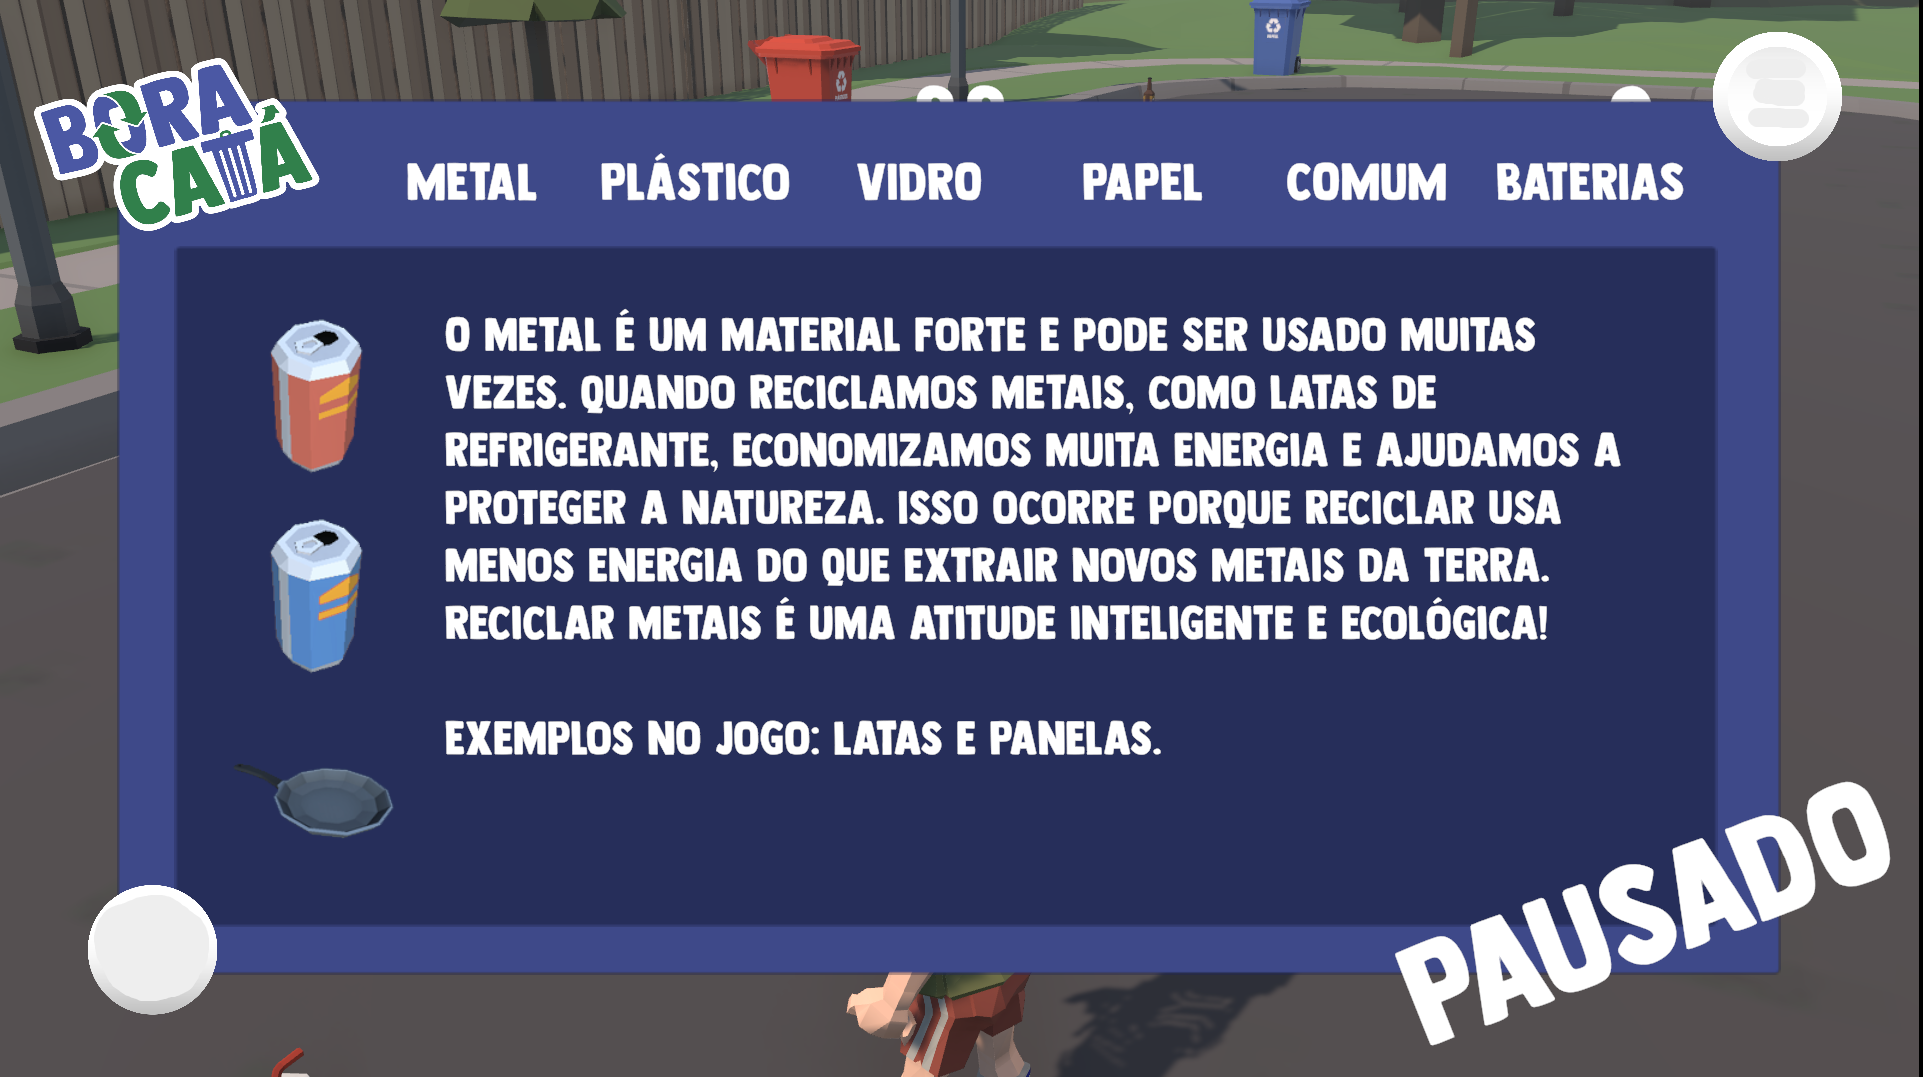 BORA
CATÁ
METAL PLÁSTICO VIDRO PAPEL COMUM BATERIAS
O METAL É UM MATERIAL FORTE E PODE SER USADO MUITAS
VEZES. QUANDO RECICLAMOS METAIS, COMO LATAS DE
REFRIGERANTE, ECONOMIZAMOS MUITA ENERGIA E AJUDAMOS A
PROTEGER A NATUREZA. ISSO OCORRE PORQUE RECICLAR USA
MENOS ENERGIA DO QUE EXTRAIR NOVOS METAIS DA TERRA.
RECICLAR METAIS É UMA ATITUDE INTELIGENTE E ECOLÓGICA!
EXEMPLOS NO JOGO: LATAS E PANELAS.
PAUSADO